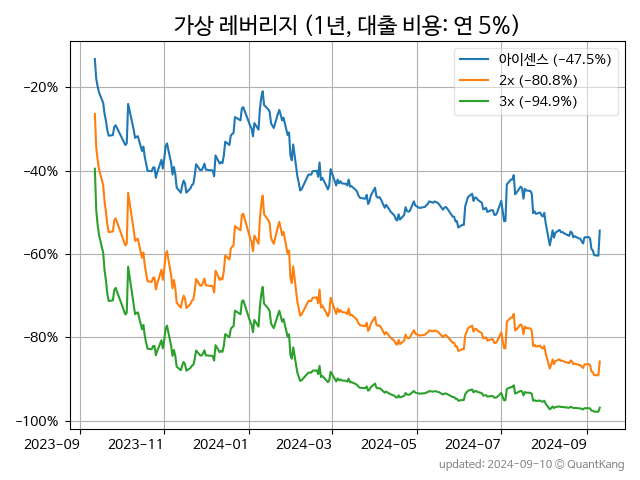 가상 레버리지 (1년, 대출 비용: 연 5%)
아이센스 (−47.5%)
2x (−80.8%)
3x (−94.9%)
−20%
−40%
−60%
−80%
−100%
2023-09 2023-11 2024-01 2024-03 2024-05 2024-07 2024-09
updated: 2024-09-10 © QuantKang